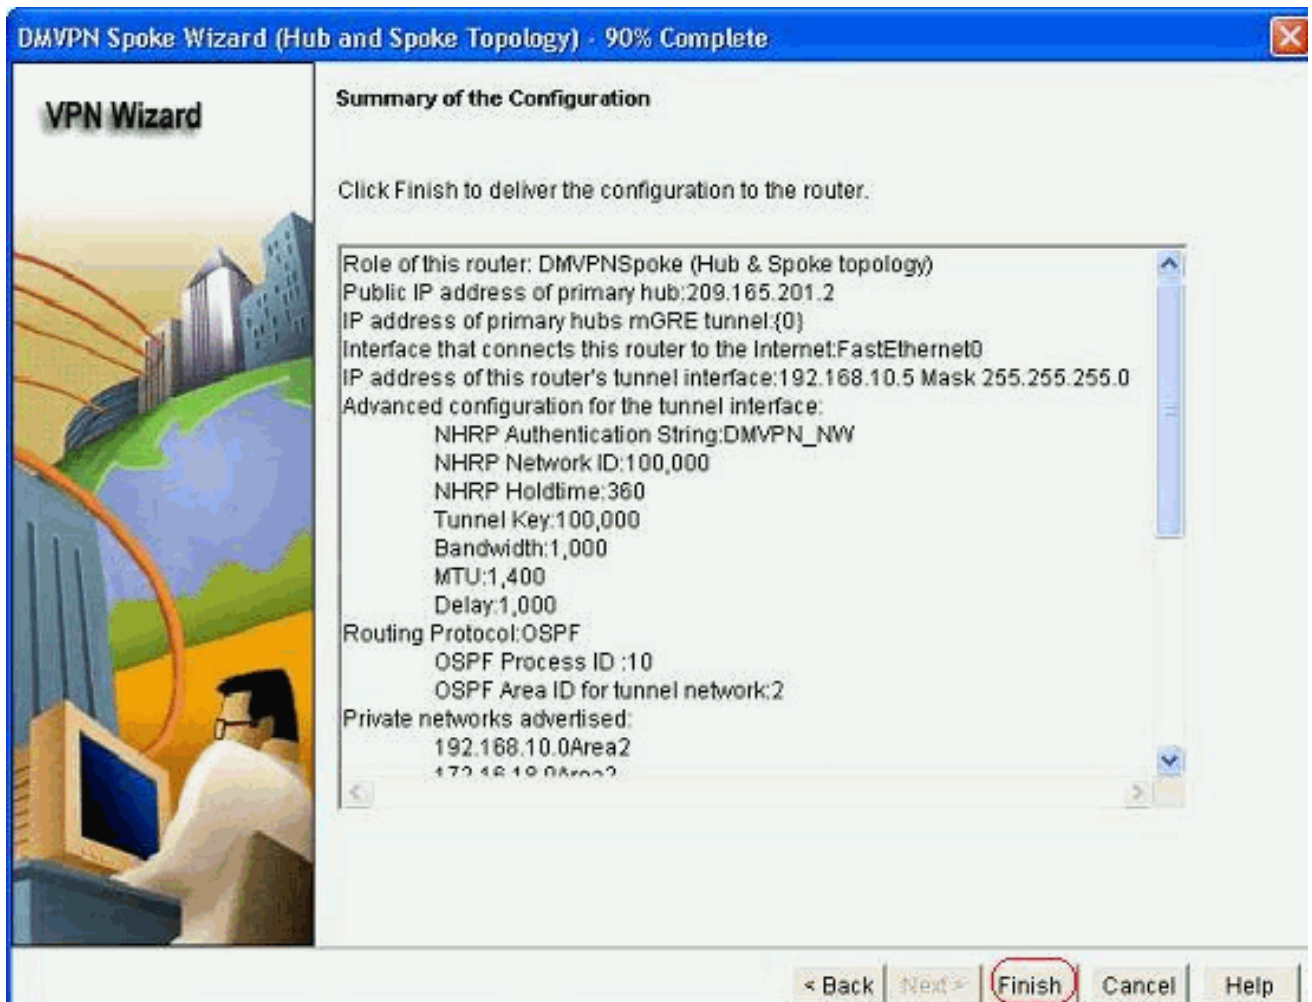 DMVPN Spoke Wizard (Hub and Spoke Topology) - 90% Complete
VPN Wizard
Summary of the Configuration
Click Finish to deliver the configuration to the router.
Role of this router: DMVPNSpoke (Hub & Spoke topology)
Public IP address of primary hub:209.165.201.2
IP address of primary hubs mGRE tunnel:{0}
Interface that connects this router to the Internet:FastEthernet0
IP address of this router's tunnel interface:192.168.10.5 Mask 255.255.255.0
Advanced configuration for the tunnel interface:
NHRP Authentication String:DMVPN_NW
NHRP Network ID:100,000
NHRP Holdtime:360
Tunnel Key:100,000
Bandwidth:1,000
MTU:1,400
Delay:1,000
Routing Protocol:OSPF
OSPF Process ID :10
OSPF Area ID for tunnel network:2
Private networks advertised:
192.168.10.0Area2
< Back Next > Finish Cancel Help